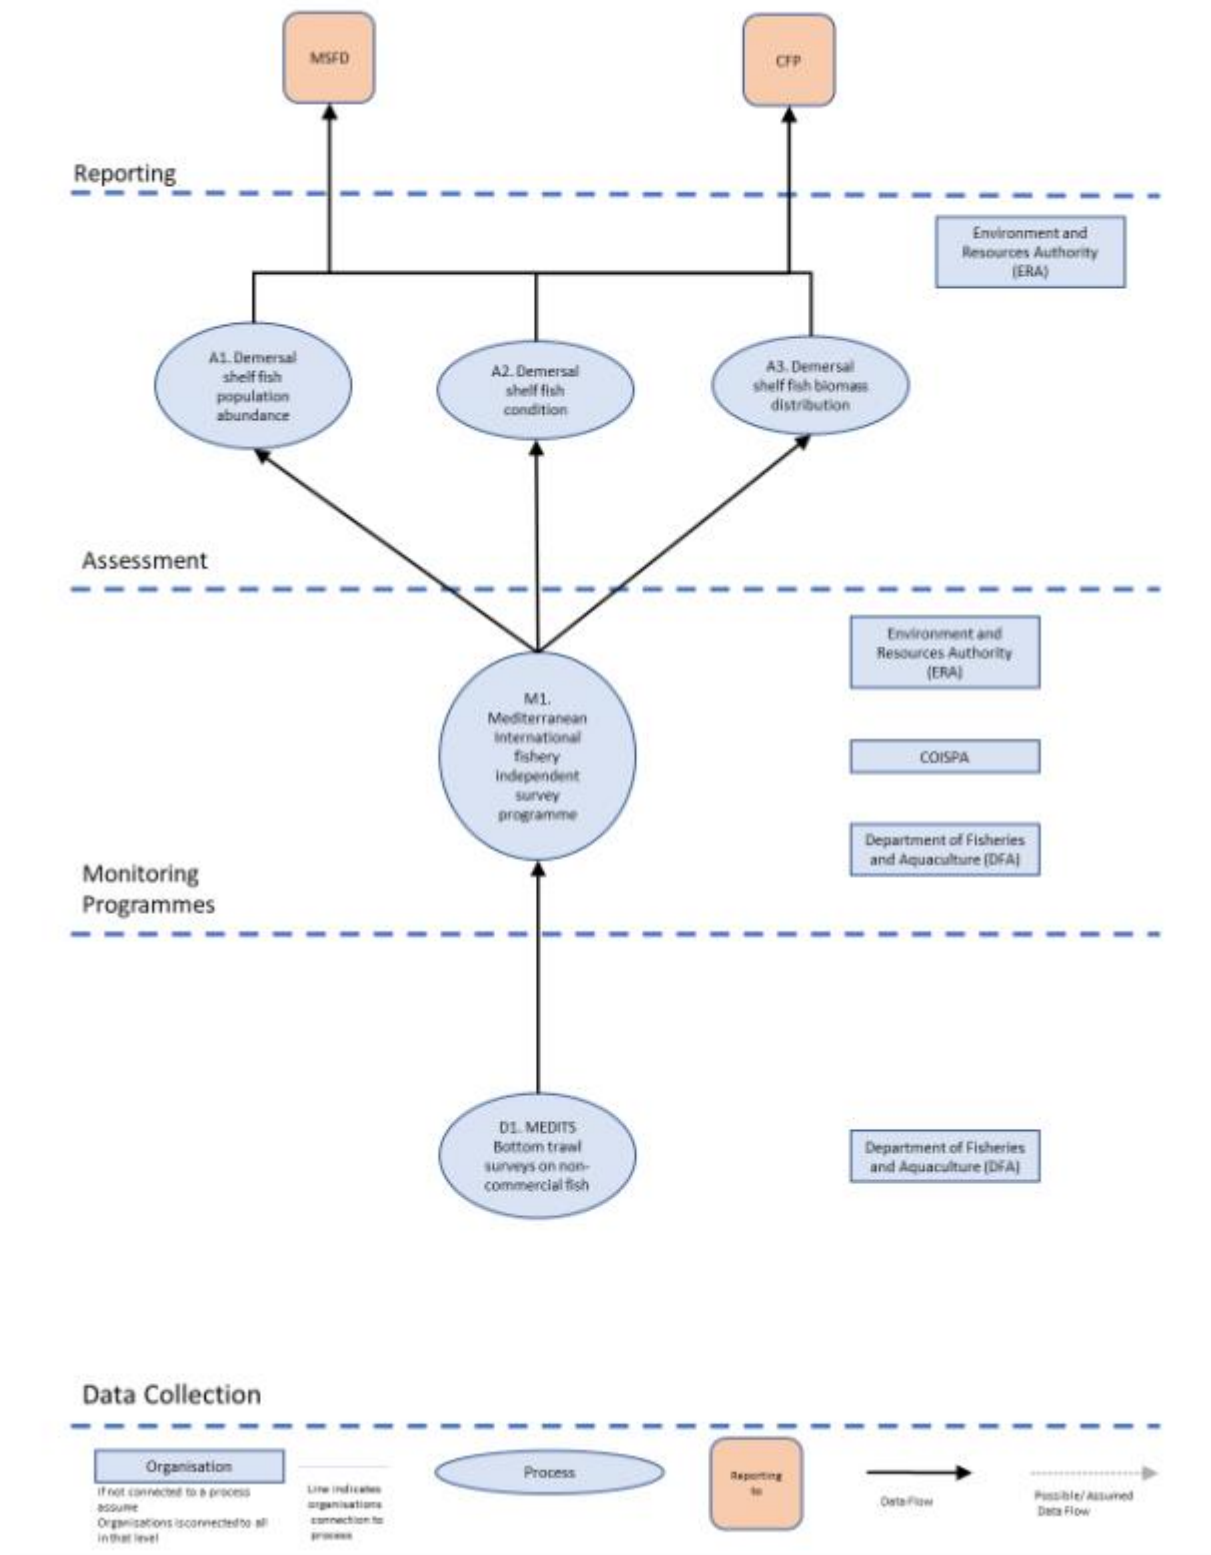 MSFD
CFP
Reporting
Environment and
Resources Authority
(ERA)
A1. Demersal
shelf fish
population
abundance
A2. Demersal
shelf fish
condition
A3. Demersal
shelf fish biomass
distribution
Assessment
Environment and
Resources Authority
(ERA)
M1.
Mediterranean
International
fishery
independent
survey
programme
COISPA
Department of Fisheries
and Aquaculture (DFA)
Monitoring
Programmes
D1. MEDITS
Bottom trawl
surveys on non-
commercial fish
Department of Fisheries
and Aquaculture (DFA)
Data Collection
Organisation
If not connected to a process
assume
Organisations is connected to all
in that level
Line indicates
organisations
connection to
process
Process
Reporting
to
Data Flow
Possible/ Assumed
Data Flow